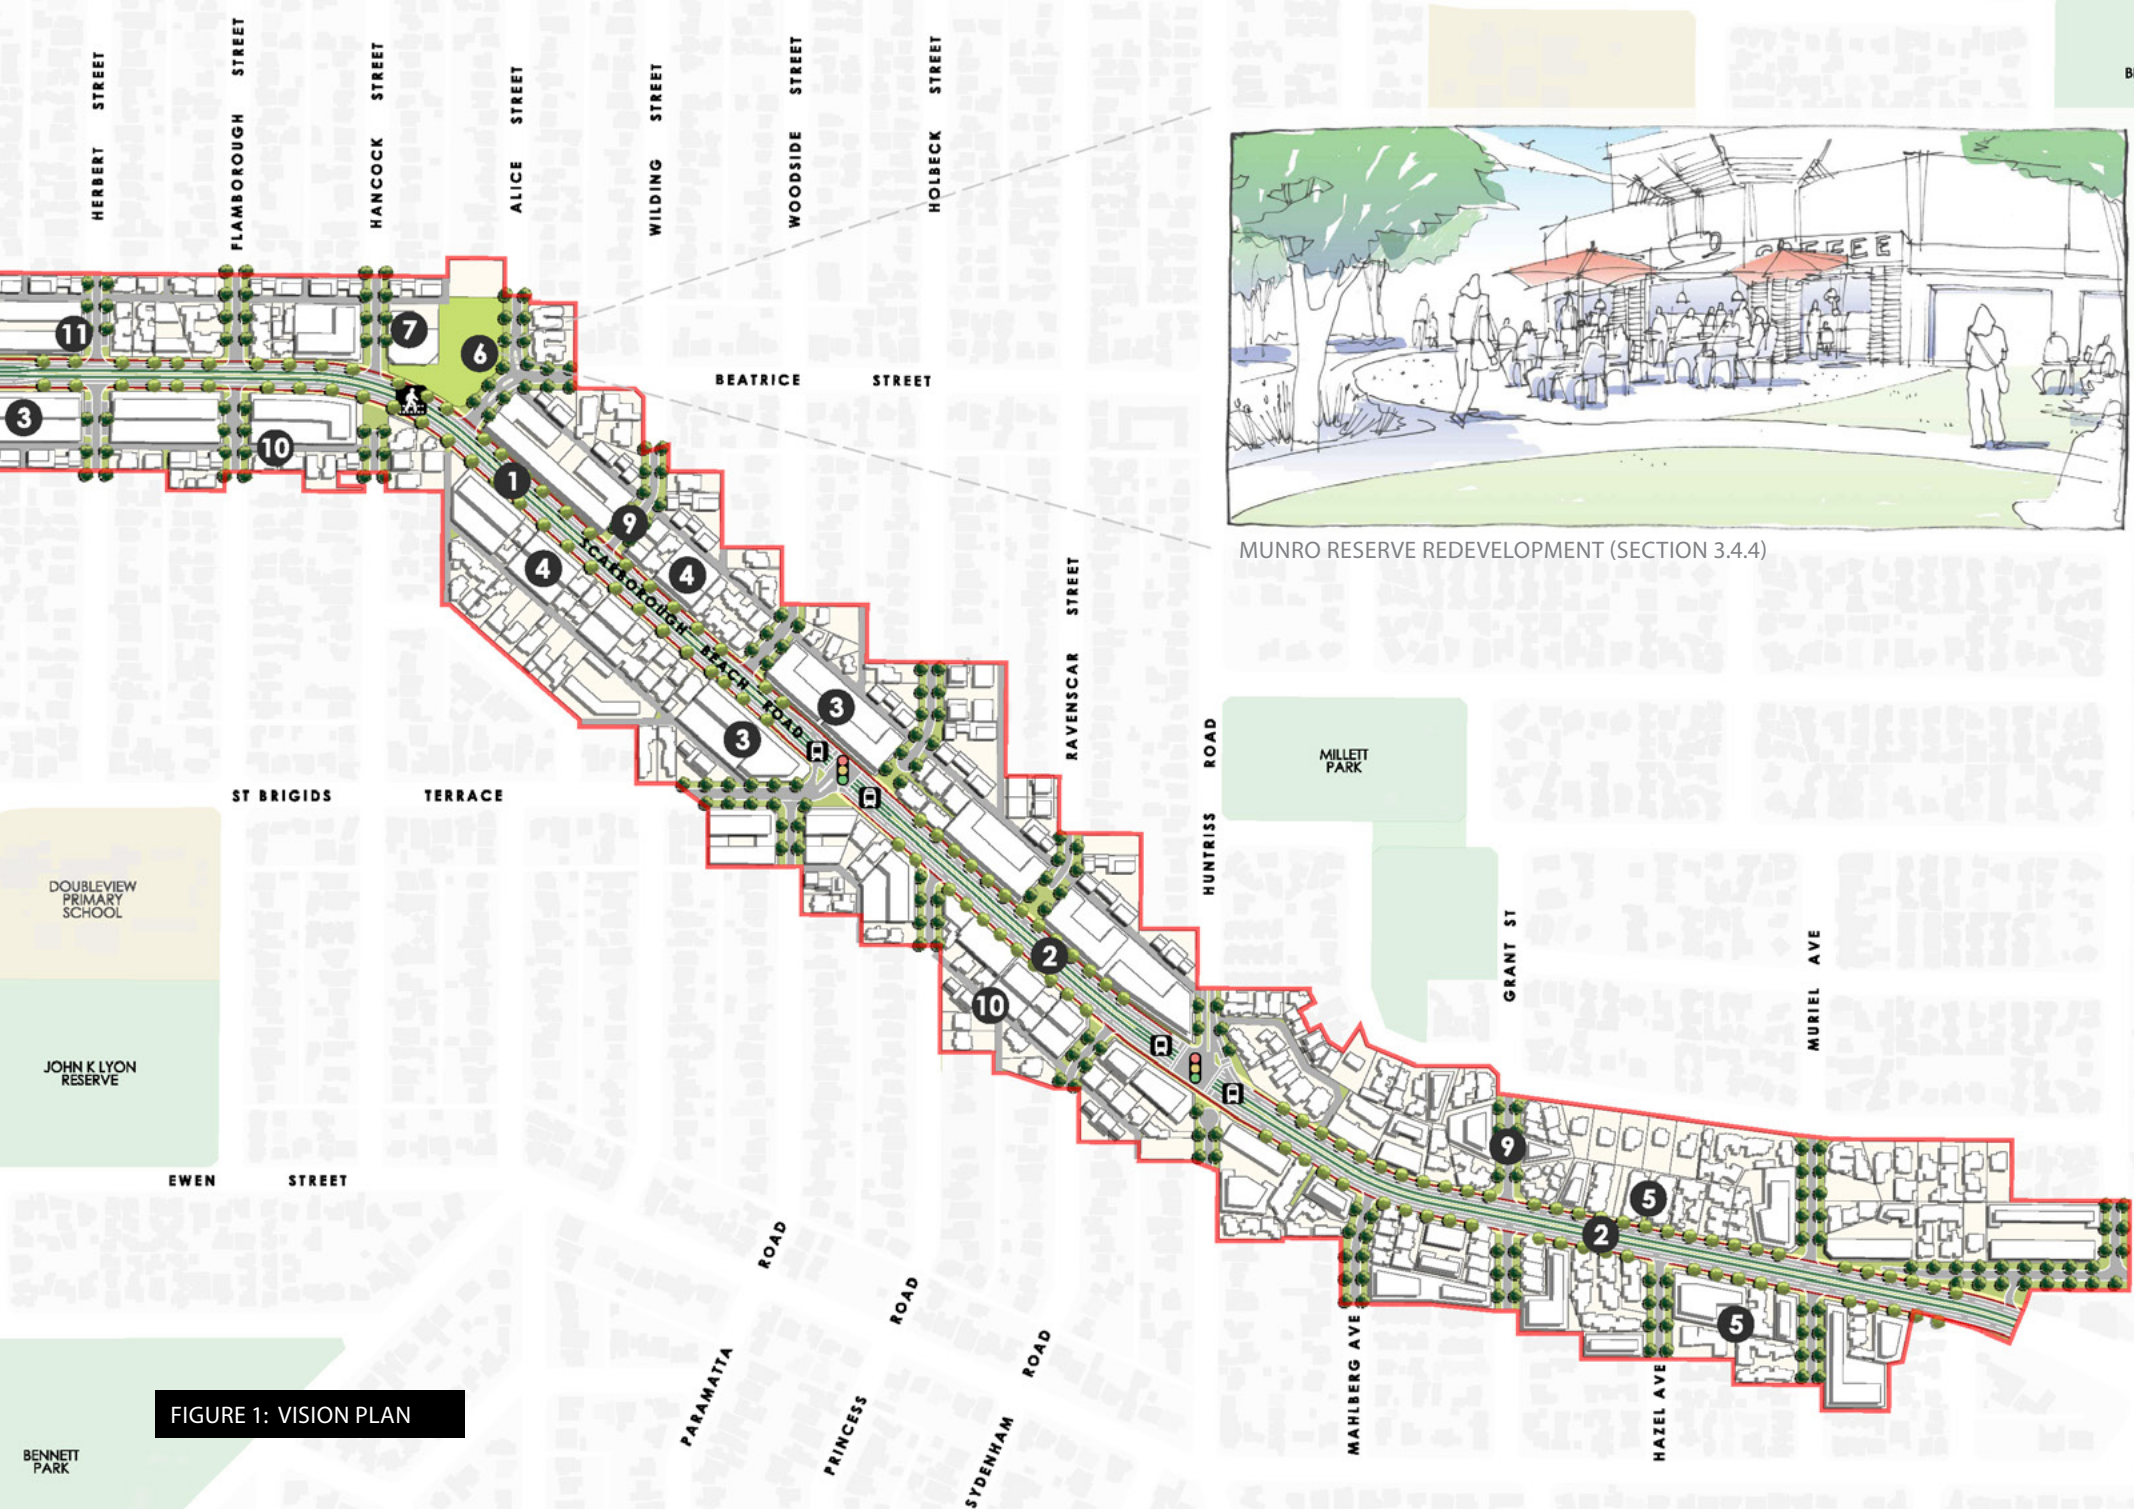 HERBERT STREET
FLAMBOROUGH STREET
HANCOCK STREET
ALICE STREET
WILDING STREET
WOODSIDE STREET
HOLBECK STREET
COFFEE
MUNRO RESERVE REDEVELOPMENT (SECTION 3.4.4)
11
7
6
BEATRICE STREET
3
10
1
9
4
4
SCARBOROUGH BEACH ROAD
3
3
RAVENSCAR STREET
HUNTRISS ROAD
MILLETT
PARK
ST BRIGIDS TERRACE
DOUBLEVIEW
PRIMARY
SCHOOL
2
10
GRANT ST
MURIEL AVE
JOHN K LYON
RESERVE
EWEN STREET
9
5
2
5
PARAMATTA ROAD
PRINCESS ROAD
SYDENHAM ROAD
MAHLBERG AVE
HAZEL AVE
FIGURE 1: VISION PLAN
BENNETT
PARK